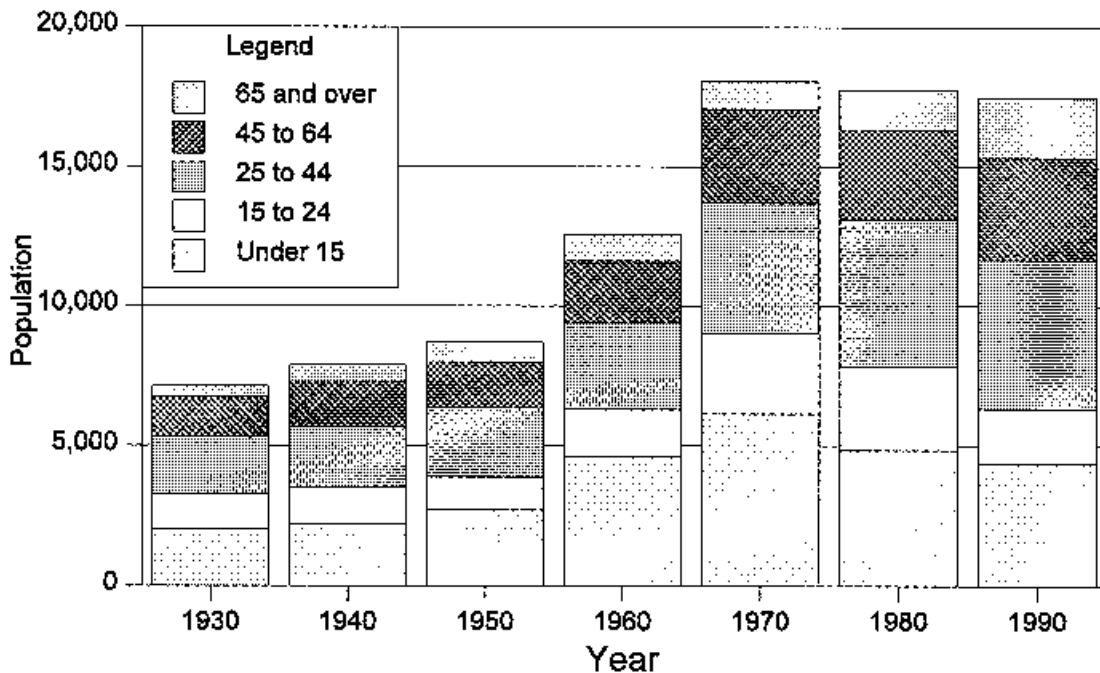 20,000
Legend
65 and over
45 to 64
25 to 44
15 to 24
Under 15
15,000
10,000
5,000
0
Population
1930 1940 1950 1960 1970 1980 1990
Year